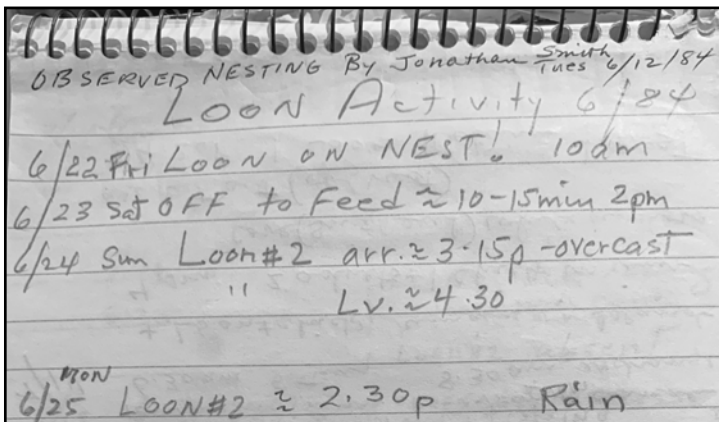 OBSERVED NESTING By Jonathan Smith Tues 6/12/84
LOON Activity 6/84
6/22 Fri LOON ON NEST! 10am
6/23 Sat OFF to Feed ≈ 10-15min 2pm
6/24 Sun Loon #2 arr. ≈ 3.15p -overcast
" Lv. ≈ 4.30
6/25 MON LOON #2 ≈ 2.30p Rain